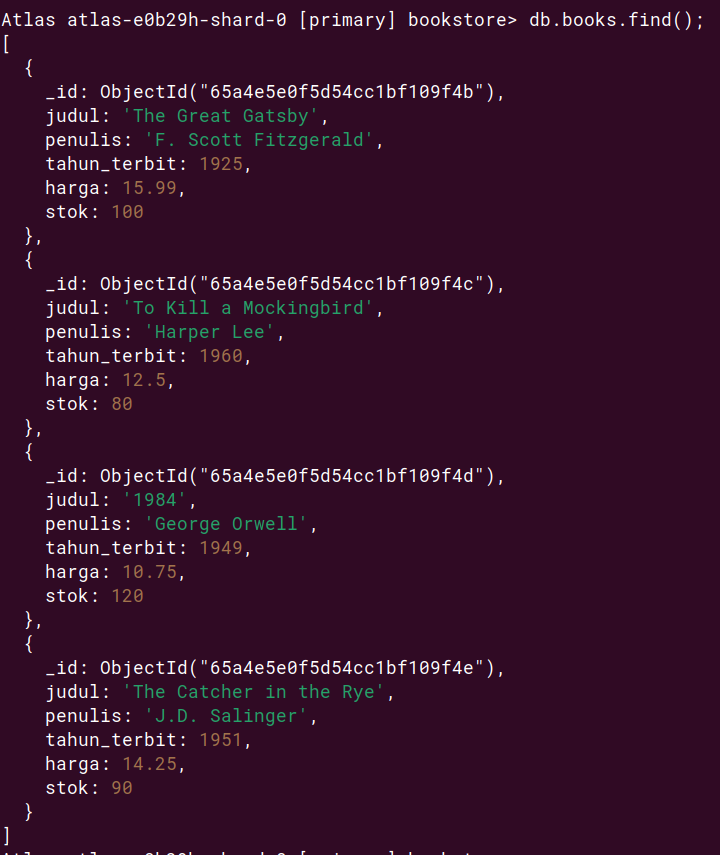 Atlas atlas-e0b29h-shard-0 [primary] bookstore> db.books.find();
[
  {
    _id: ObjectId("65a4e5e0f5d54cc1bf109f4b"),
    judul: 'The Great Gatsby',
    penulis: 'F. Scott Fitzgerald',
    tahun_terbit: 1925,
    harga: 15.99,
    stok: 100
  },
  {
    _id: ObjectId("65a4e5e0f5d54cc1bf109f4c"),
    judul: 'To Kill a Mockingbird',
    penulis: 'Harper Lee',
    tahun_terbit: 1960,
    harga: 12.5,
    stok: 80
  },
  {
    _id: ObjectId("65a4e5e0f5d54cc1bf109f4d"),
    judul: '1984',
    penulis: 'George Orwell',
    tahun_terbit: 1949,
    harga: 10.75,
    stok: 120
  },
  {
    _id: ObjectId("65a4e5e0f5d54cc1bf109f4e"),
    judul: 'The Catcher in the Rye',
    penulis: 'J.D. Salinger',
    tahun_terbit: 1951,
    harga: 14.25,
    stok: 90
  }
]